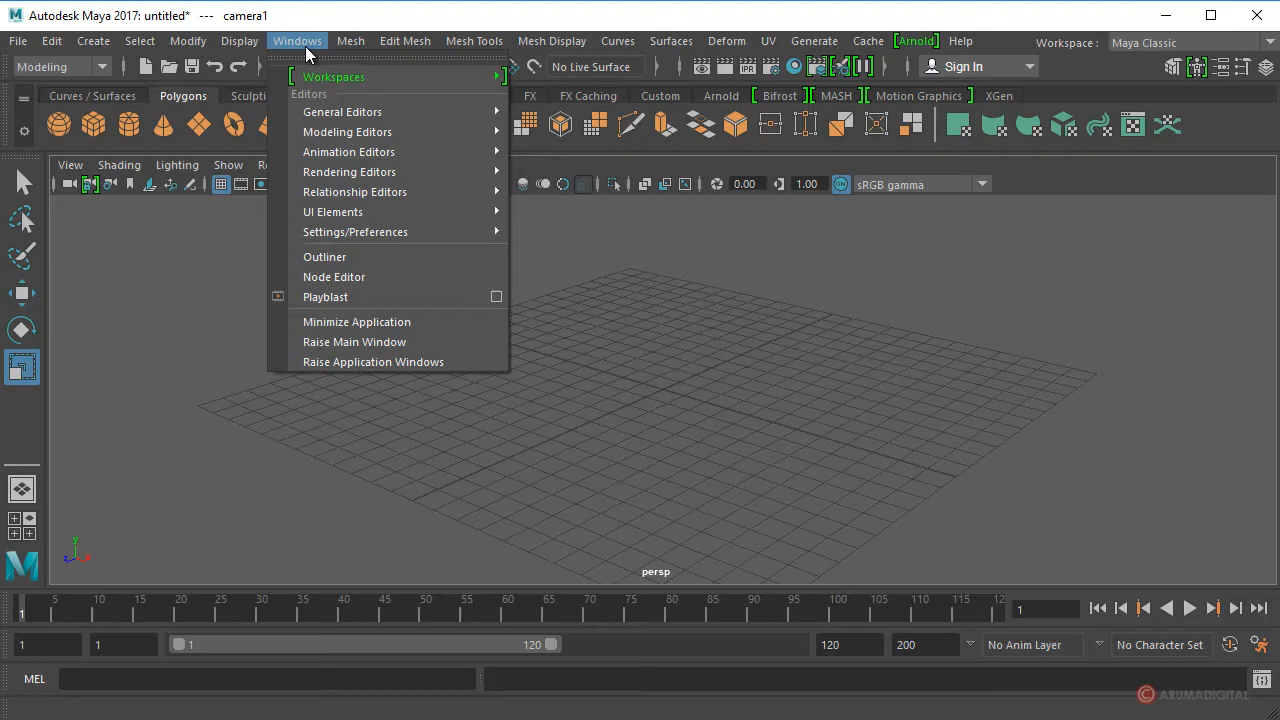 Autodesk Maya 2017: untitled* --- camera1
File Edit Create Select Modify Display Windows Mesh Edit Mesh Mesh Tools Mesh Display Curves Surfaces Deform UV Generate Cache [Arnold] Help Workspace : Maya Classic
Modeling No Live Surface IPR Sign In
Curves / Surfaces Polygons Sculpti FX FX Caching Custom Arnold [ Bifrost ] [ MASH ] [ Motion Graphics ] XGen
[ Workspaces ]
Editors
General Editors
Modeling Editors
Animation Editors
Rendering Editors
Relationship Editors
UI Elements
Settings/Preferences
Outliner
Node Editor
Playblast
Minimize Application
Raise Main Window
Raise Application Windows
View Shading Lighting Show Re
0.00 1.00 ON sRGB gamma
y
z x
persp
1 5 10 15 20 25 30 35 40 45 50 55 60 65 70 75 80 85 90 95 100 105 110 115 12 1
1 1 1 120 120 200 No Anim Layer No Character Set
MEL
© ARUMADIGITAL